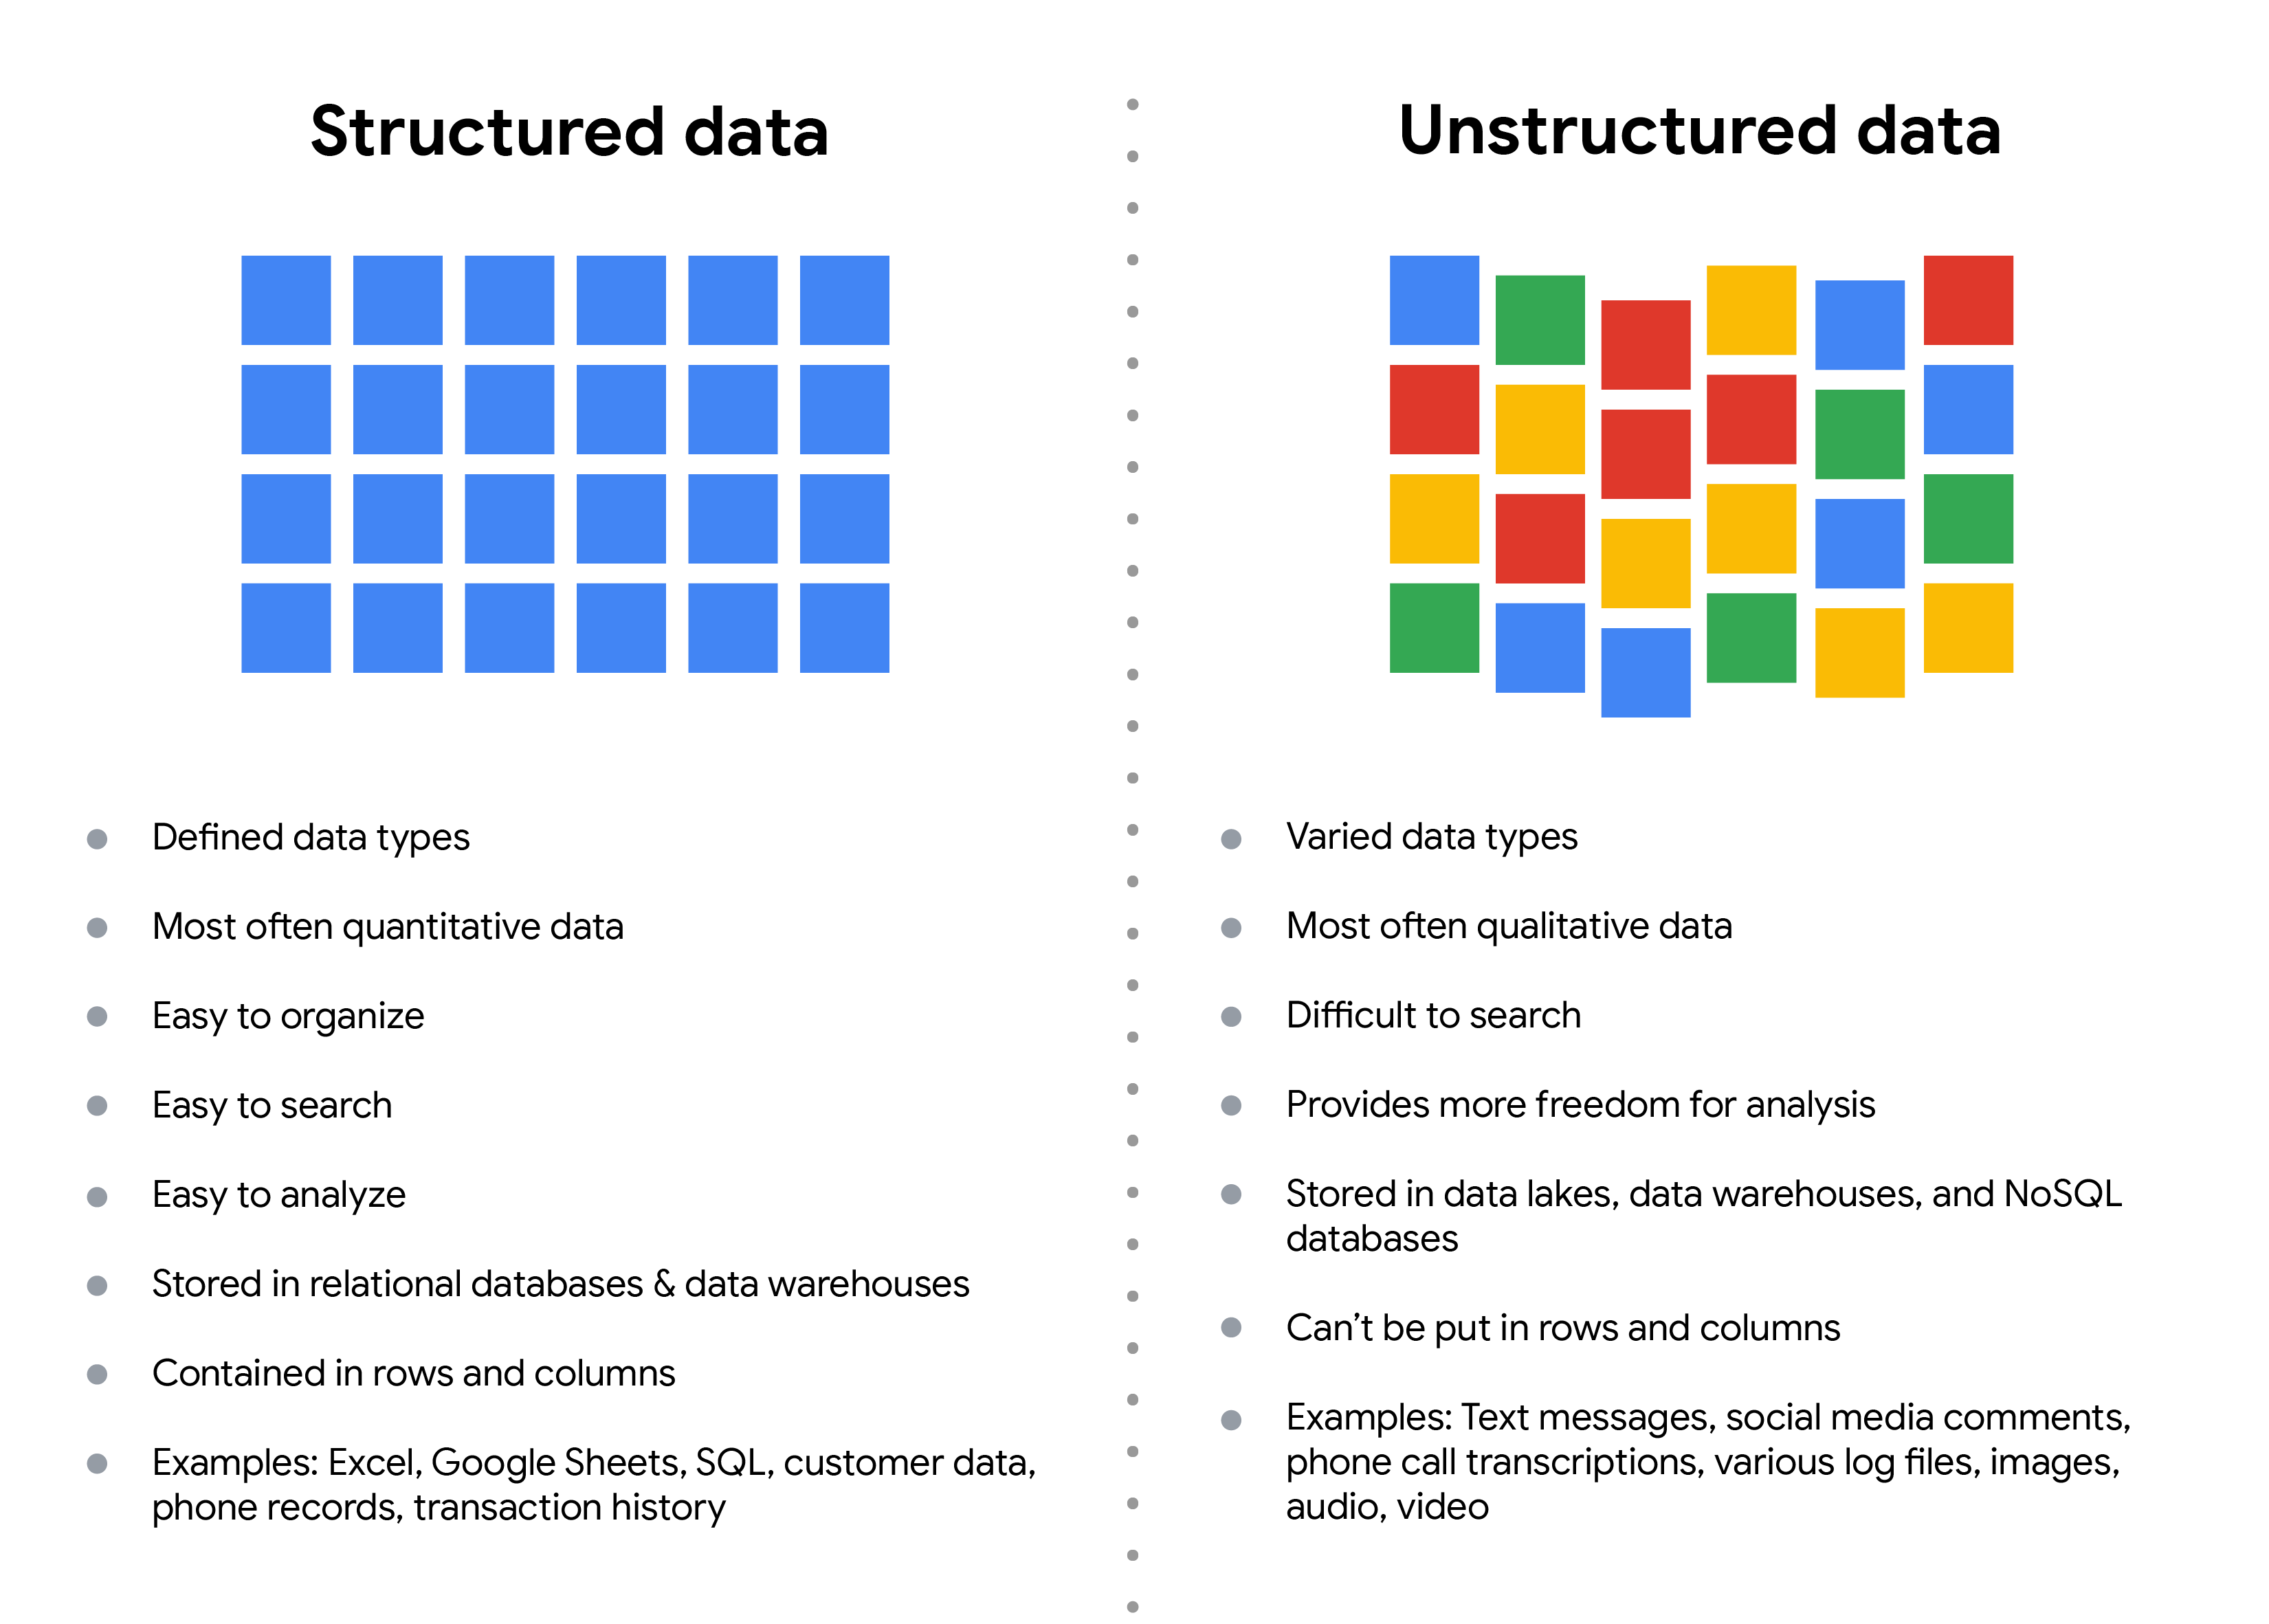 Structured data
Defined data types
Most often quantitative data
Easy to organize
Easy to search
Easy to analyze
Stored in relational databases & data warehouses
Contained in rows and columns
Examples: Excel, Google Sheets, SQL, customer data,
phone records, transaction history
Unstructured data
Varied data types
Most often qualitative data
Difficult to search
Provides more freedom for analysis
Stored in data lakes, data warehouses, and NoSQL
databases
Can’t be put in rows and columns
Examples: Text messages, social media comments,
phone call transcriptions, various log files, images,
audio, video